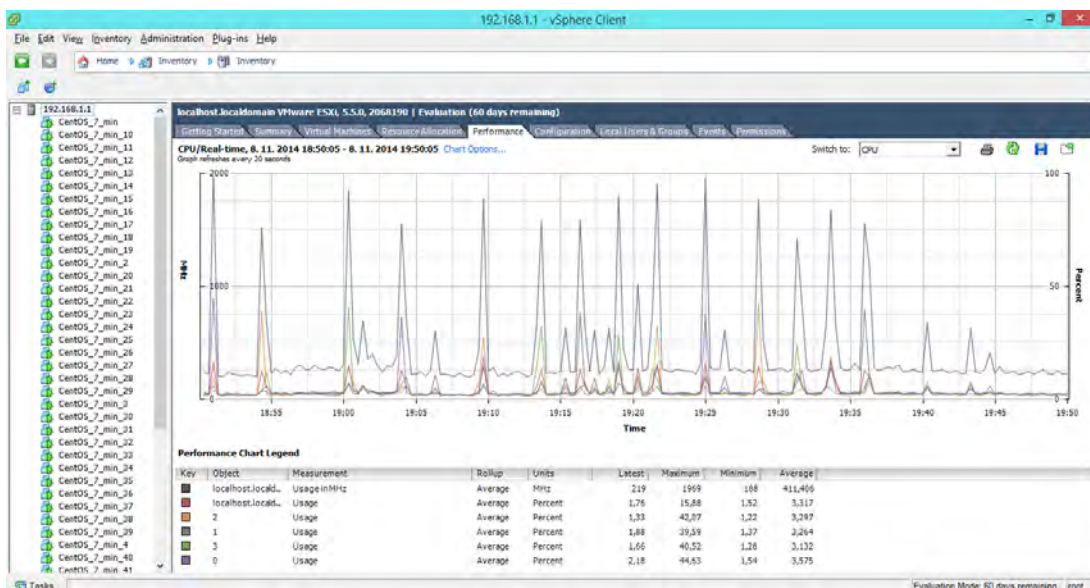 192.168.1.1 - vSphere Client
File Edit View Inventory Administration Plug-ins Help
Home Inventory Inventory
192.168.1.1
CentOS_7_min
CentOS_7_min_10
CentOS_7_min_11
CentOS_7_min_12
CentOS_7_min_13
CentOS_7_min_14
CentOS_7_min_15
CentOS_7_min_16
CentOS_7_min_17
CentOS_7_min_18
CentOS_7_min_19
CentOS_7_min_2
CentOS_7_min_20
CentOS_7_min_21
CentOS_7_min_22
CentOS_7_min_23
CentOS_7_min_24
CentOS_7_min_25
CentOS_7_min_26
CentOS_7_min_27
CentOS_7_min_28
CentOS_7_min_29
CentOS_7_min_3
CentOS_7_min_30
CentOS_7_min_31
CentOS_7_min_32
CentOS_7_min_33
CentOS_7_min_34
CentOS_7_min_35
CentOS_7_min_36
CentOS_7_min_37
CentOS_7_min_38
CentOS_7_min_39
CentOS_7_min_4
CentOS_7_min_40
CentOS_7_min_41
localhost.localdomain VMware ESXi, 5.5.0, 2068190 | Evaluation (60 days remaining)
Getting Started Summary Virtual Machines Resource Allocation Performance Configuration Local Users & Groups Events Permissions
CPU/Real-time, 8. 11. 2014 18:50:05 - 8. 11. 2014 19:50:05 Chart Options... Switch to: CPU
Graph refreshes every 20 seconds
2000 100
MHz
1000 50
Percent
0 0
18:55 19:00 19:05 19:10 19:15 19:20 19:25 19:30 19:35 19:40 19:45 19:50
Time
Performance Chart Legend
Key Object Measurement Rollup Units Latest Maximum Minimum Average
localhost.locald... Usage in MHz Average MHz 219 1969 188 411,406
localhost.locald... Usage Average Percent 1,76 15,88 1,52 3,317
2 Usage Average Percent 1,33 42,07 1,22 3,297
1 Usage Average Percent 1,88 39,59 1,37 3,264
3 Usage Average Percent 1,66 40,52 1,28 3,132
0 Usage Average Percent 2,18 44,63 1,54 3,575
Tasks Evaluation Mode: 60 days remaining root